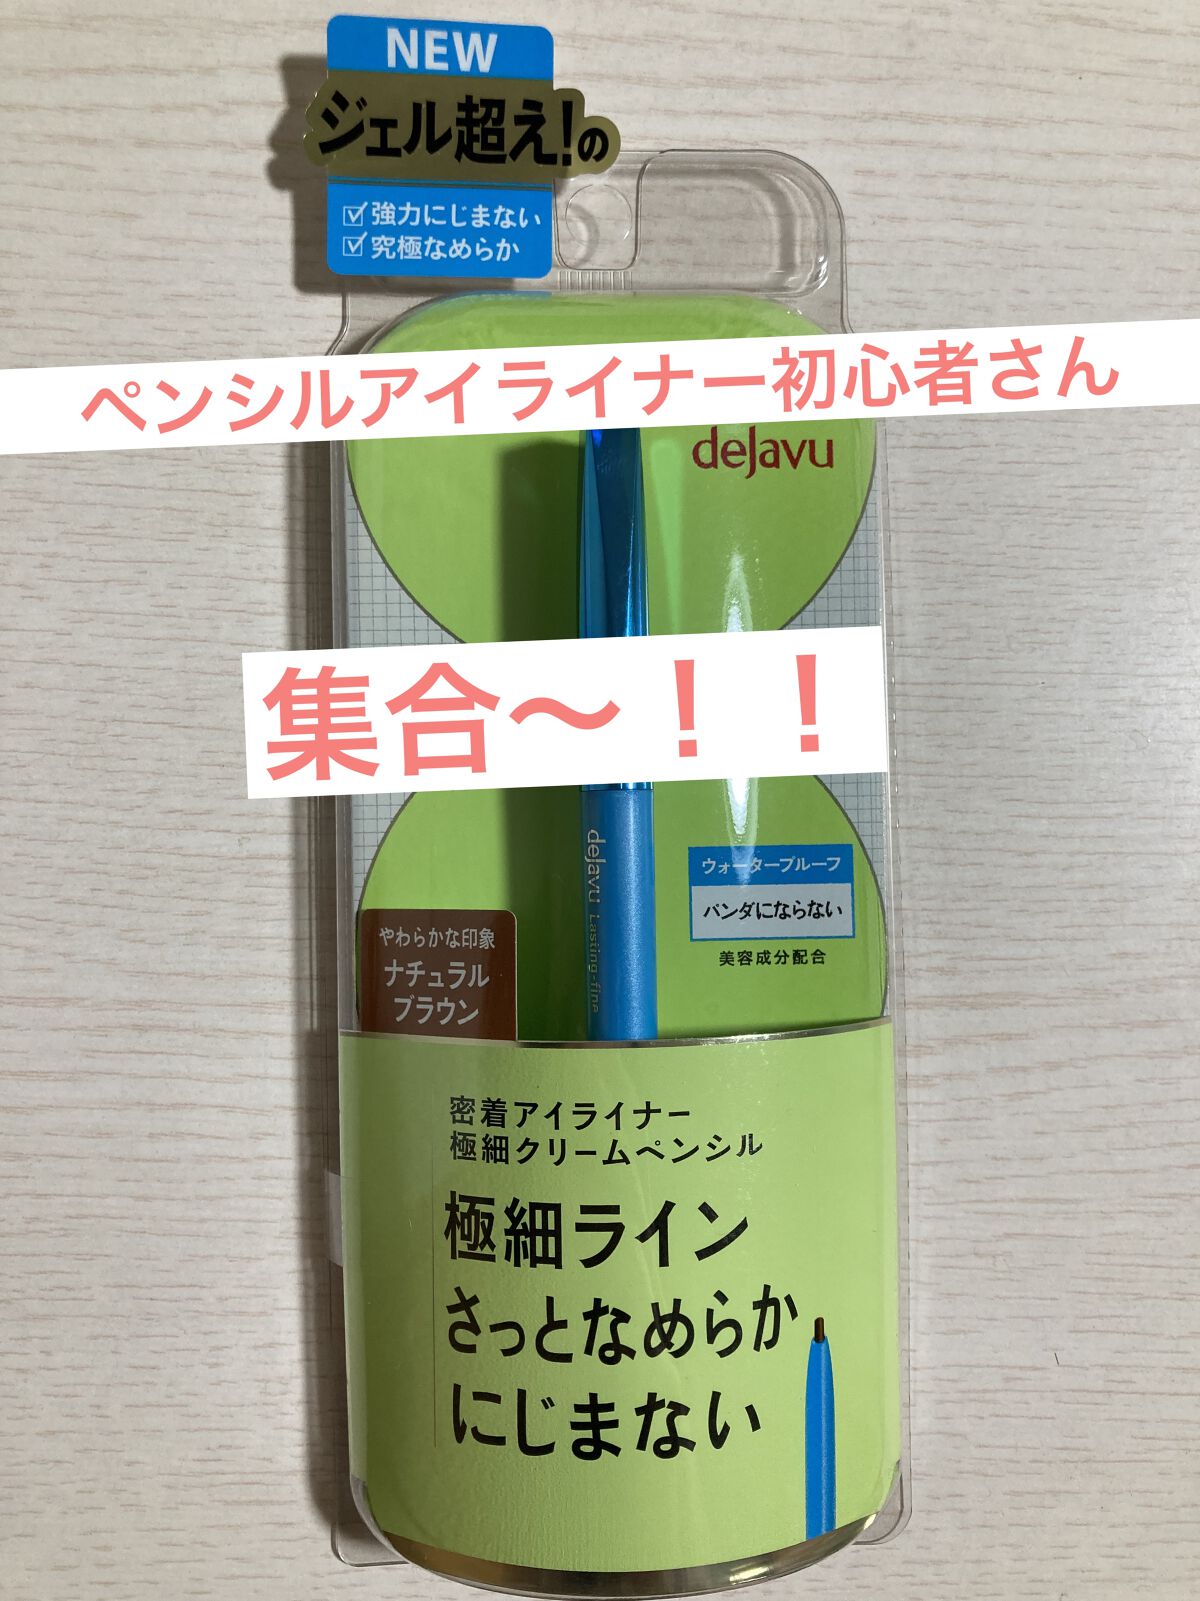 NEW
ジェル超え!の
強力にじまない
究極なめらか
ペンシルアイライナー初心者さん
dejavu
集合〜！！
dejavu Lasting-fine
ウォータープルーフ
パンダにならない
美容成分配合
やわらかな印象
ナチュラル
ブラウン
密着アイライナー
極細クリームペンシル
極細ライン
さっとなめらか
にじまない